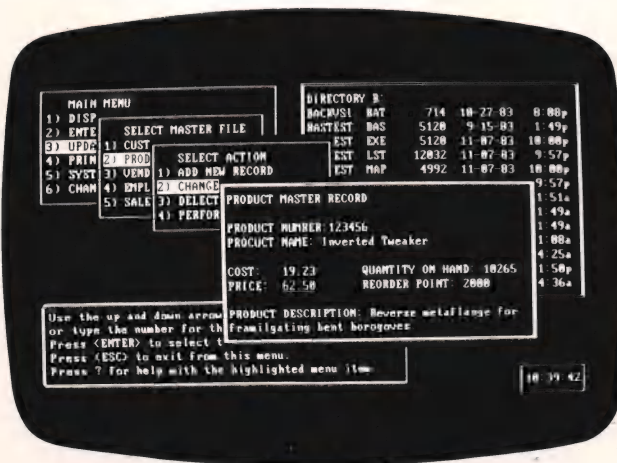 MAIN MENU
1) DISP
2) ENTE
3) UPDA
4) PRIN
5) SYST
6) CHAN
SELECT MASTER FILE
1) CUST
2) PROD
3) VEND
4) EMPL
5) SALE
SELECT ACTION
1) ADD NEW RECORD
2) CHANGE
3) DELECT
4) PERFOR
DIRECTORY B:
BAT 714 10-27-83 8:08p
BAS 5120 9-15-83 1:49p
EST EXE 5120 11-07-83 10:00p
EST LST 12032 11-07-83 9:57p
EST MAP 4992 11-07-83 10:00p
9:57p
1:51a
1:49a
1:49a
1:08a
4:25a
1:50p
4:36a
PRODUCT MASTER RECORD
PRODUCT NUMBER:123456
PROCUCT NAME: Inverted Tweaker
COST: 19.23 QUANTITY ON HAND: 10265
PRICE: 62.50 REORDER POINT: 2000
PRODUCT DESCRIPTION: Reverse metaflange for
framilgating bent borogoves
Use the up and down arrow
or type the number for th
Press <ENTER> to select t
Press <ESC> to exit from this menu.
Press ? for help with the highlighted menu item
10:39:42